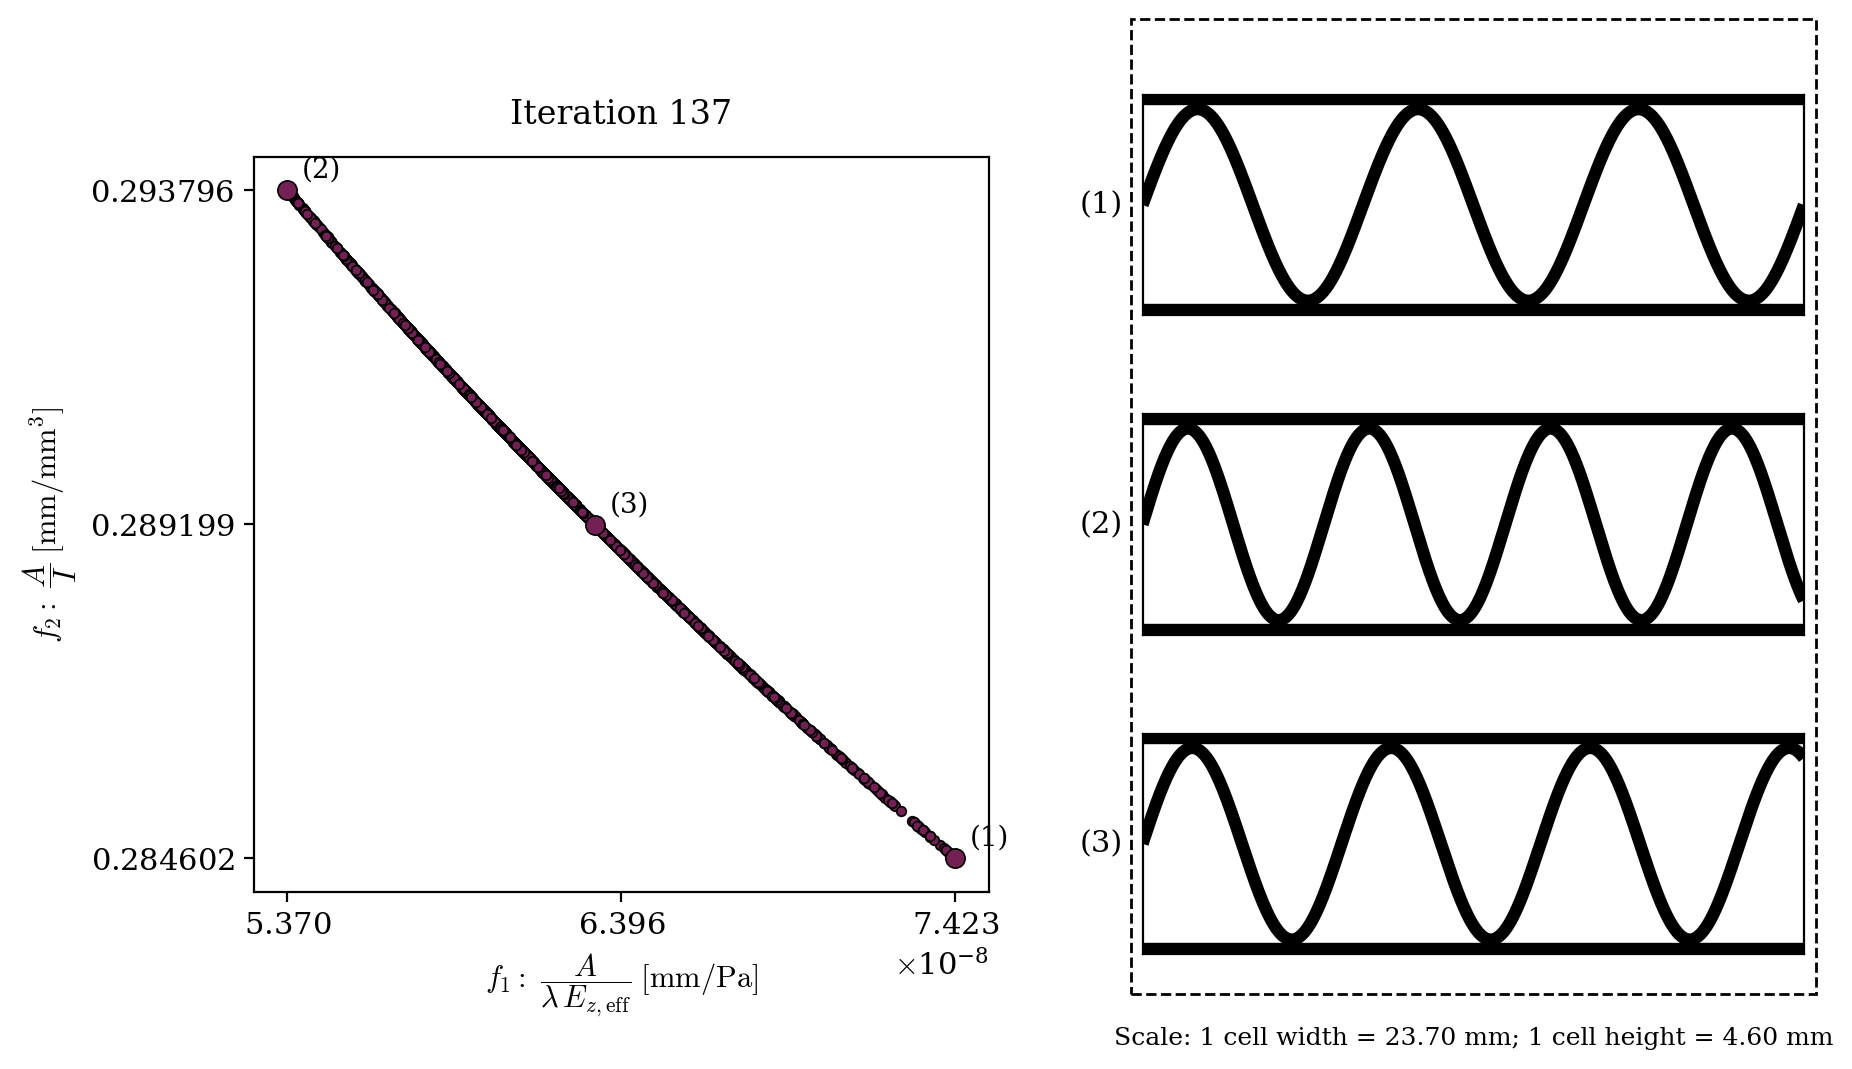 Iteration 137
(2)
0.293796
(3)
0.289199
(1)
0.284602
f₂: A/I [mm/mm³]
5.370 6.396 7.423
×10⁻⁸
f₁: A/(λ E_z, eff) [mm/Pa]
(1)
(2)
(3)
Scale: 1 cell width = 23.70 mm; 1 cell height = 4.60 mm